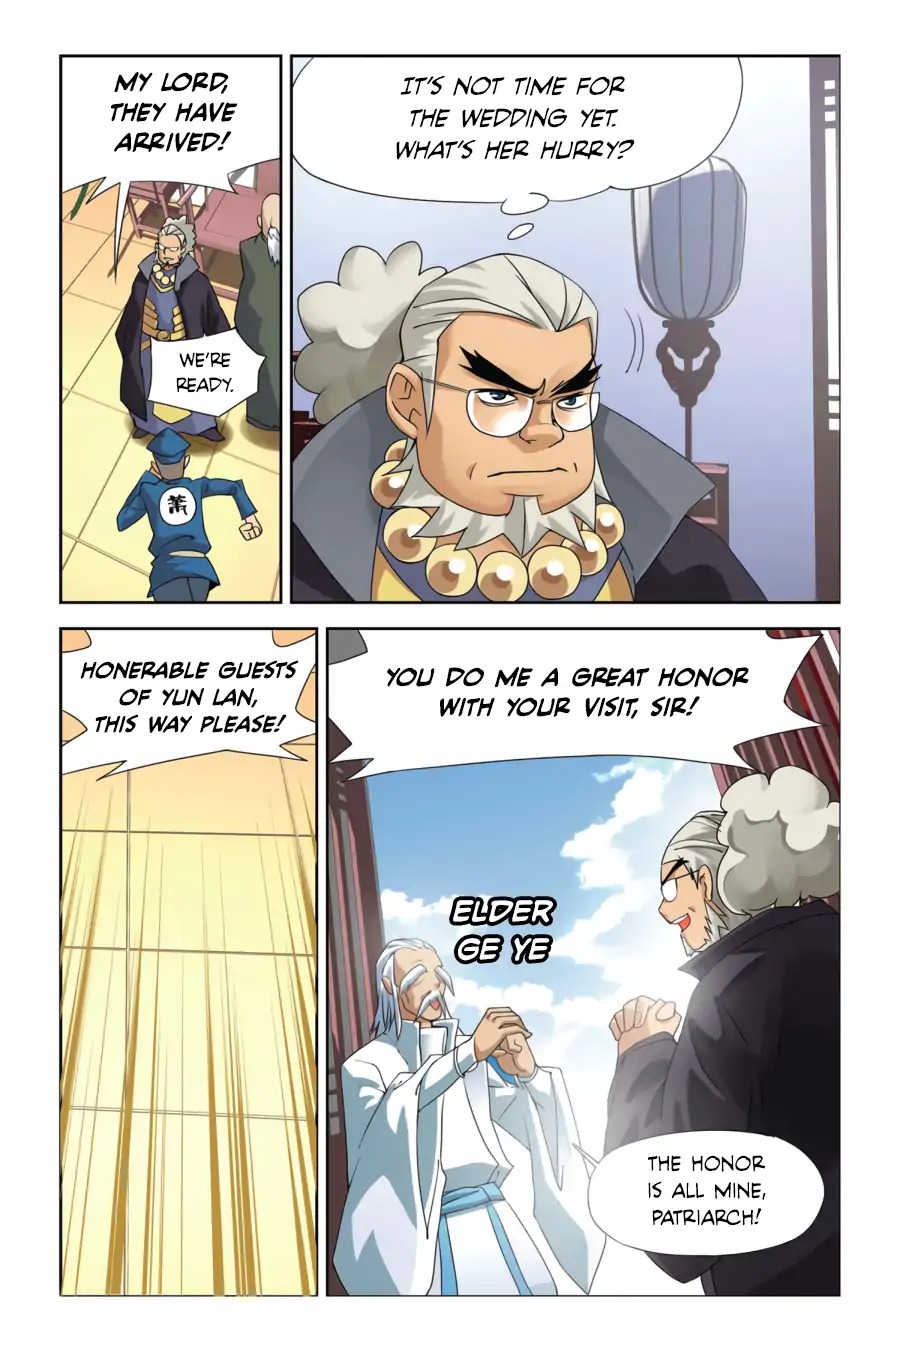 MY LORD,
THEY HAVE
ARRIVED!
WE'RE
READY.
蕭
IT'S NOT TIME FOR
THE WEDDING YET.
WHAT'S HER HURRY?
HONERABLE GUESTS
OF YUN LAN,
THIS WAY PLEASE!
YOU DO ME A GREAT HONOR
WITH YOUR VISIT, SIR!
ELDER
GE YE
THE HONOR
IS ALL MINE,
PATRIARCH!